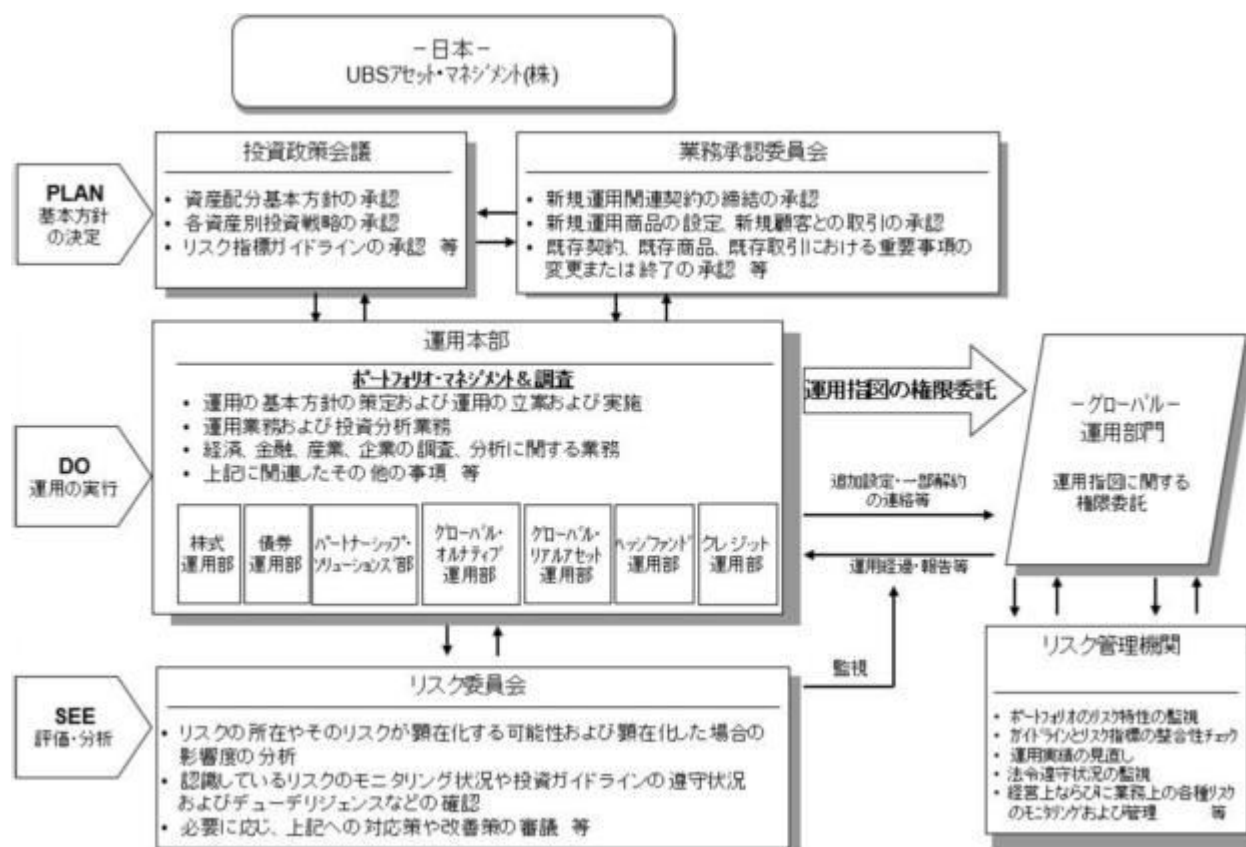 －日本－
UBSアセット・マネジメント(株)
PLAN
基本方針
の決定
投資政策会議
• 資産配分基本方針の承認
• 各資産別投資戦略の承認
• リスク指標ガイドラインの承認 等
業務承認委員会
• 新規運用関連契約の締結の承認
• 新規運用商品の設定、新規顧客との取引の承認
• 既存契約、既存商品、既存取引における重要事項の
変更または終了の承認 等
DO
運用の実行
運用本部
ポートフォリオ・マネジメント＆調査
• 運用の基本方針の策定および運用の立案および実施
• 運用業務および投資分析業務
• 経済、金融、産業、企業の調査、分析に関する業務
• 上記に関連したその他の事項 等
株式
運用部
債券
運用部
パートナーシップ・
ソリューションズ部
グローバル・
オルタナティブ
運用部
グローバル・
リアルアセット
運用部
ヘッジファンド
運用部
クレジット
運用部
運用指図の権限委託
追加設定・一部解約
の連絡等
運用経過・報告等
－グローバル－
運用部門
運用指図に関する
権限委託
SEE
評価・分析
リスク委員会
• リスクの所在やそのリスクが顕在化する可能性および顕在化した場合の
影響度の分析
• 認識しているリスクのモニタリング状況や投資ガイドラインの遵守状況
およびデューデリジェンスなどの確認
• 必要に応じ、上記への対応策や改善策の審議 等
監視
リスク管理機関
• ポートフォリオのリスク特性の監視
• ガイドラインとリスク指標の整合性チェック
• 運用実績の見直し
• 法令遵守状況の監視
• 経営上ならびに業務上の各種リスク
のモニタリングおよび管理 等